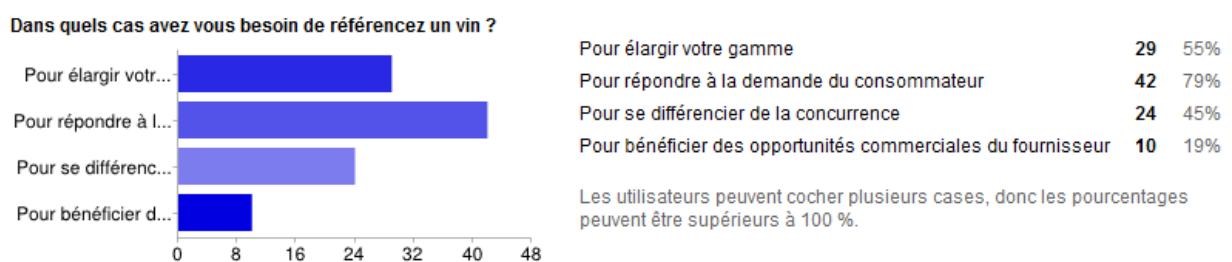 Dans quels cas avez vous besoin de référencez un vin ?
Pour élargir votr...
Pour répondre à l...
Pour se différenc...
Pour bénéficier d...
0 8 16 24 32 40 48
Pour élargir votre gamme 29 55%
Pour répondre à la demande du consommateur 42 79%
Pour se différencier de la concurrence 24 45%
Pour bénéficier des opportunités commerciales du fournisseur 10 19%
Les utilisateurs peuvent cocher plusieurs cases, donc les pourcentages
peuvent être supérieurs à 100 %.